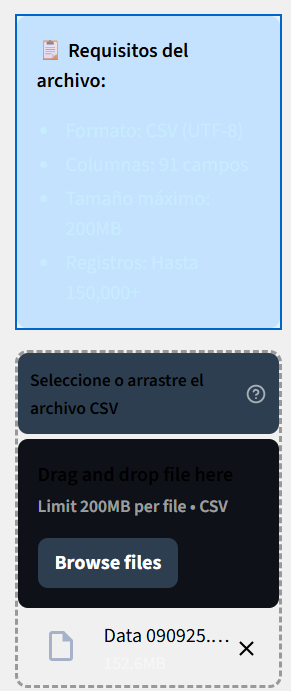 📋 Requisitos del
archivo:
• Formato: CSV (UTF-8)
• Columnas: 91 campos
• Tamaño máximo:
200MB
• Registros: Hasta
150,000+
Seleccione o arrastre el
archivo CSV
Drag and drop file here
Limit 200MB per file • CSV
Browse files
Data 090925....
152.6MB